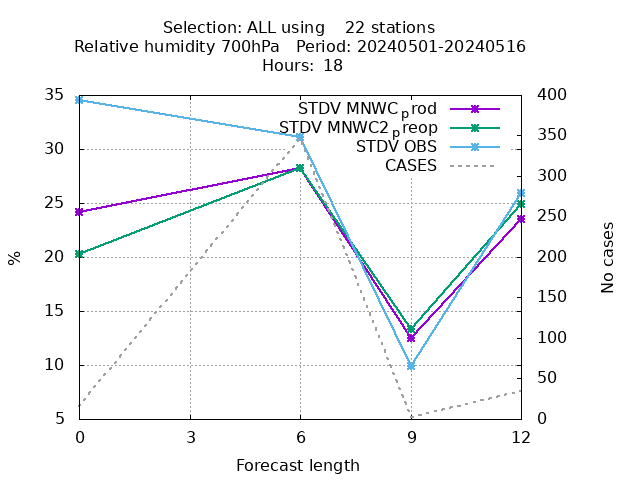 Selection: ALL using    22 stations
Relative humidity 700hPa   Period: 20240501-20240516
Hours: 18
35 400
STDV MNWC_prod
350
STDV MNWC2_preop
30
STDV OBS
300
CASES
25
250
%
20 200
No cases
15
150
100
10
50
5 0
0 3 6 9 12
Forecast length